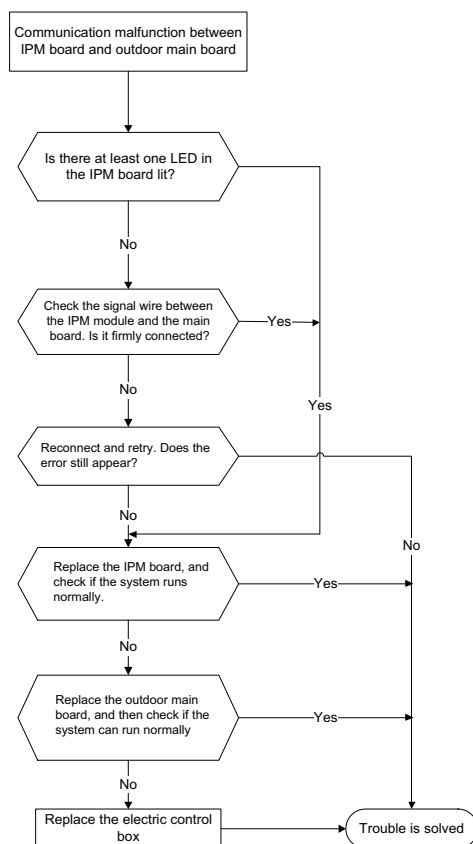 Communication malfunction between
IPM board and outdoor main board
Is there at least one LED in
the IPM board lit?
No
Check the signal wire between
the IPM module and the main
board. Is it firmly connected?
Yes
No
Yes
Reconnect and retry. Does the
error still appear?
No
No
Replace the IPM board, and
check if the system runs
normally.
Yes
No
Replace the outdoor main
board, and then check if the
system can run normally
Yes
No
Replace the electric control
box
Trouble is solved